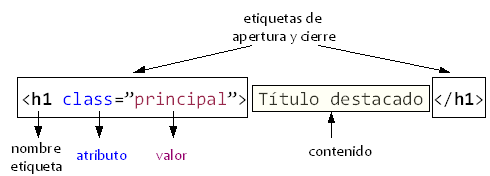 etiquetas de
apertura y cierre
<h1 class=”principal”> Título destacado </h1>
nombre
etiqueta
atributo
valor
contenido